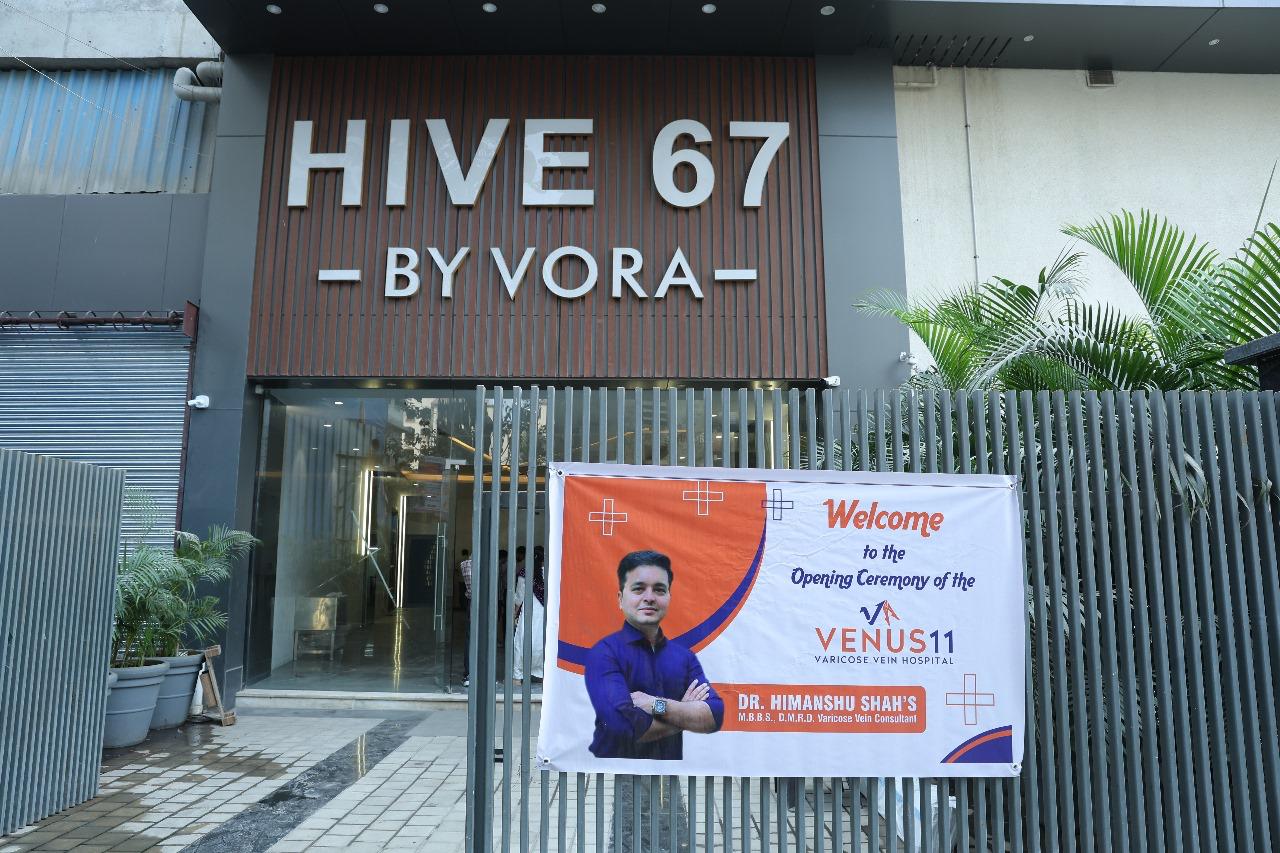 HIVE 67
BY VORA
Welcome
to the
Opening Ceremony of the
VENUS11
VARICOSE VEIN HOSPITAL
DR. HIMANSHU SHAH'S
M.B.B.S., D.M.R.D. Varicose Vein Consultant